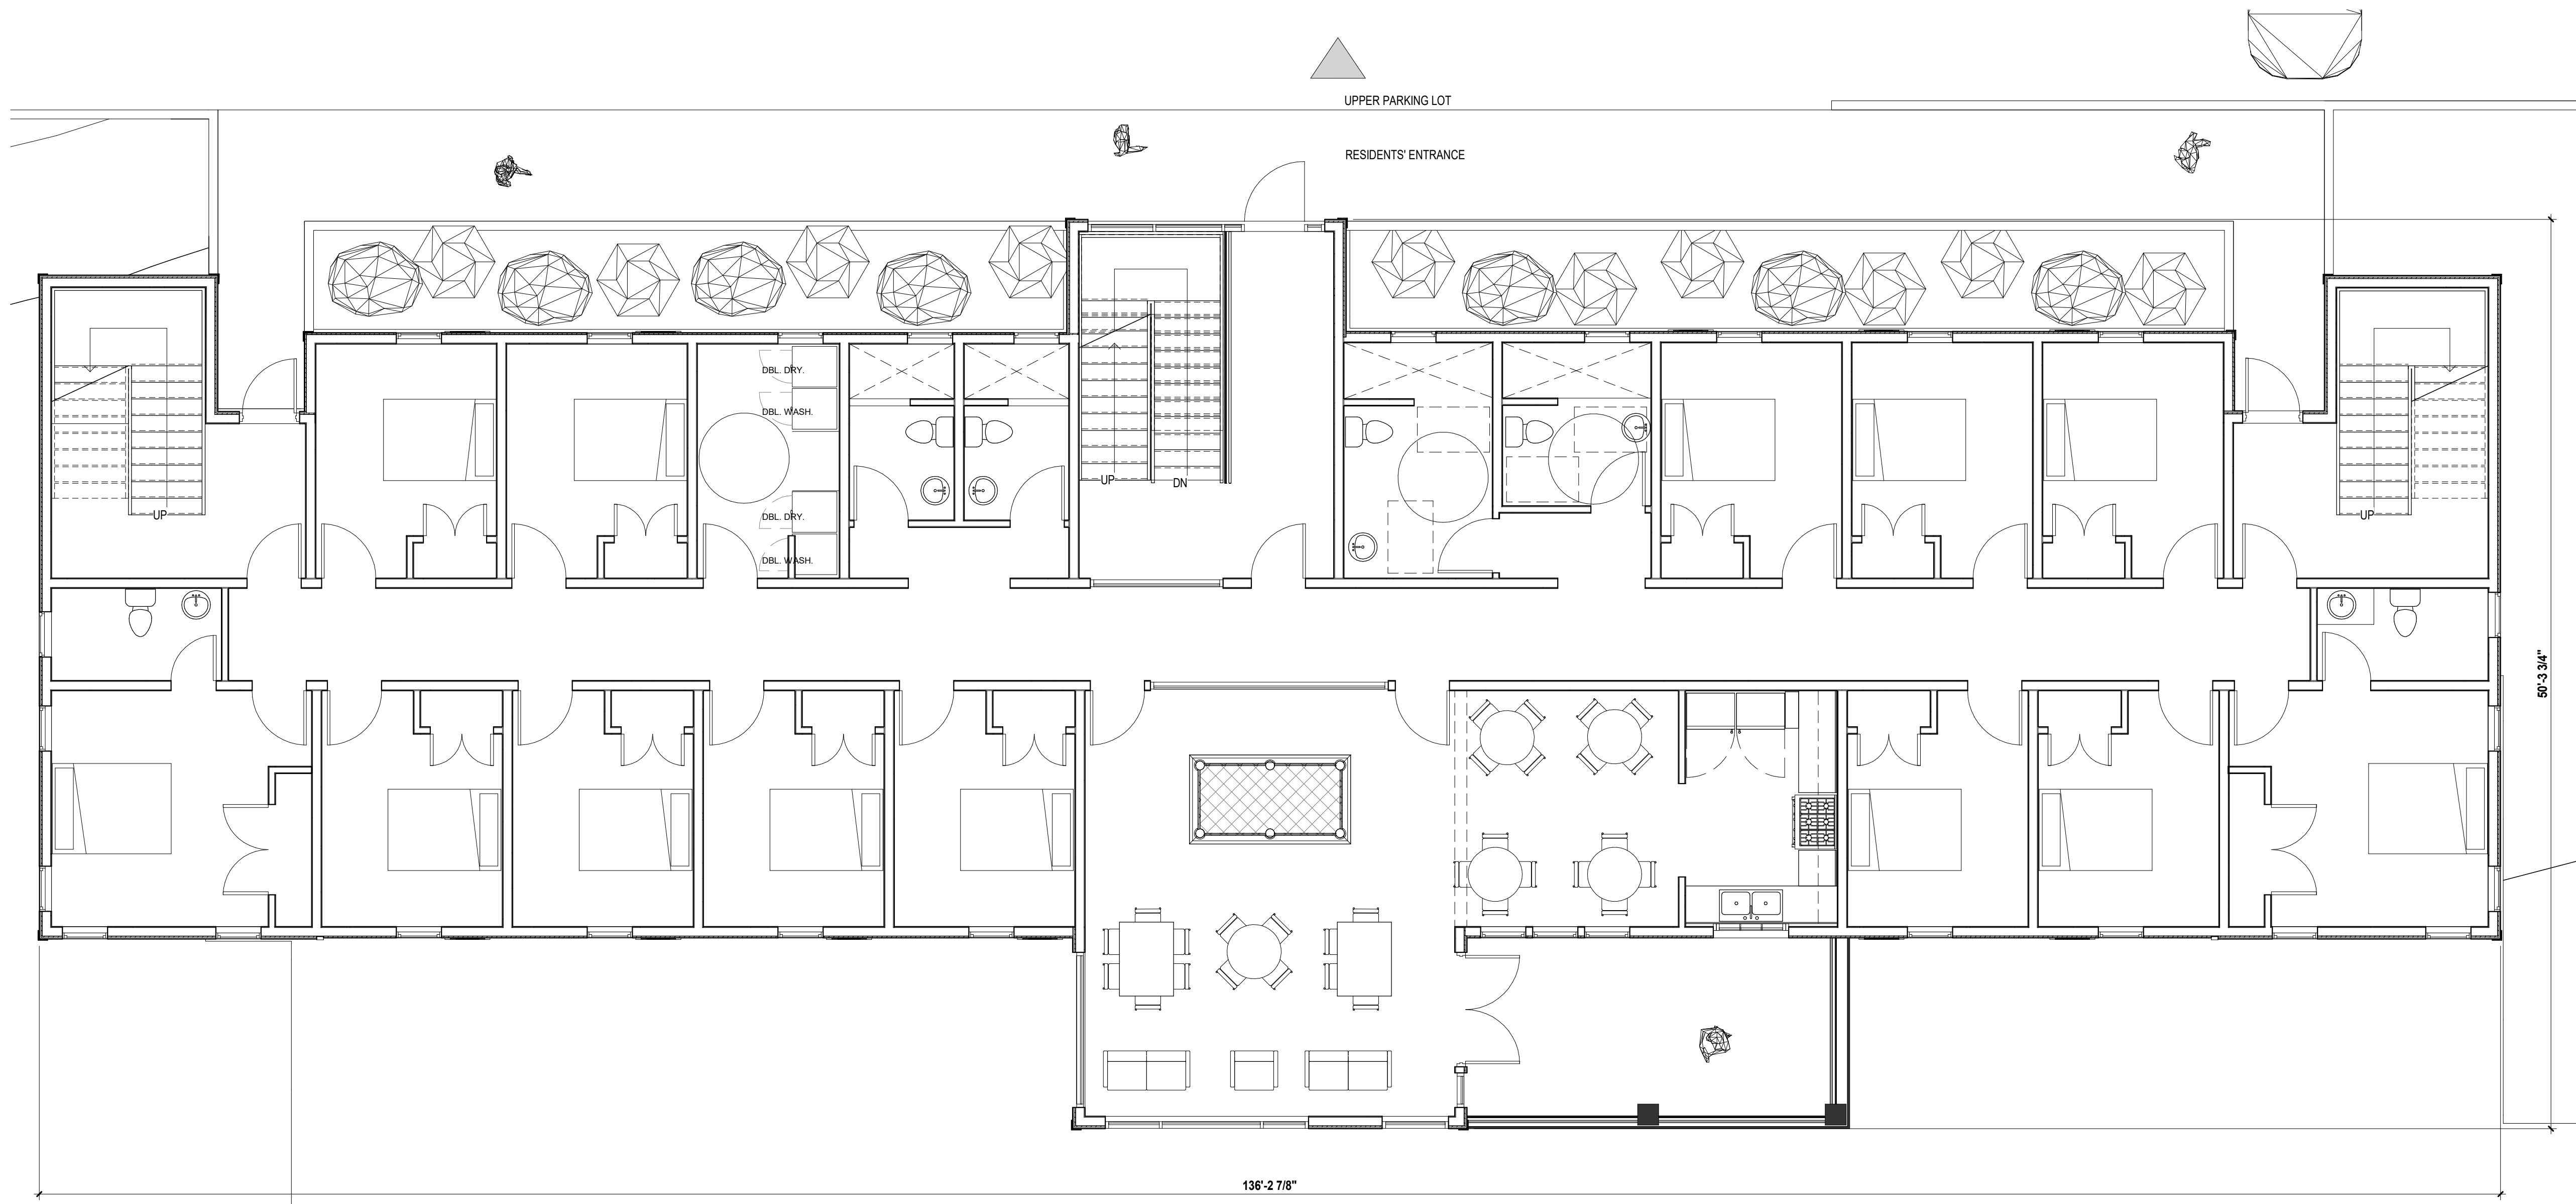 UPPER PARKING LOT
RESIDENTS' ENTRANCE
DBL. DRY.
DBL. WASH.
UP
DN
UP
DBL. DRY.
UP
DBL. WASH.
50'-3 3/4"
136'-2 7/8"